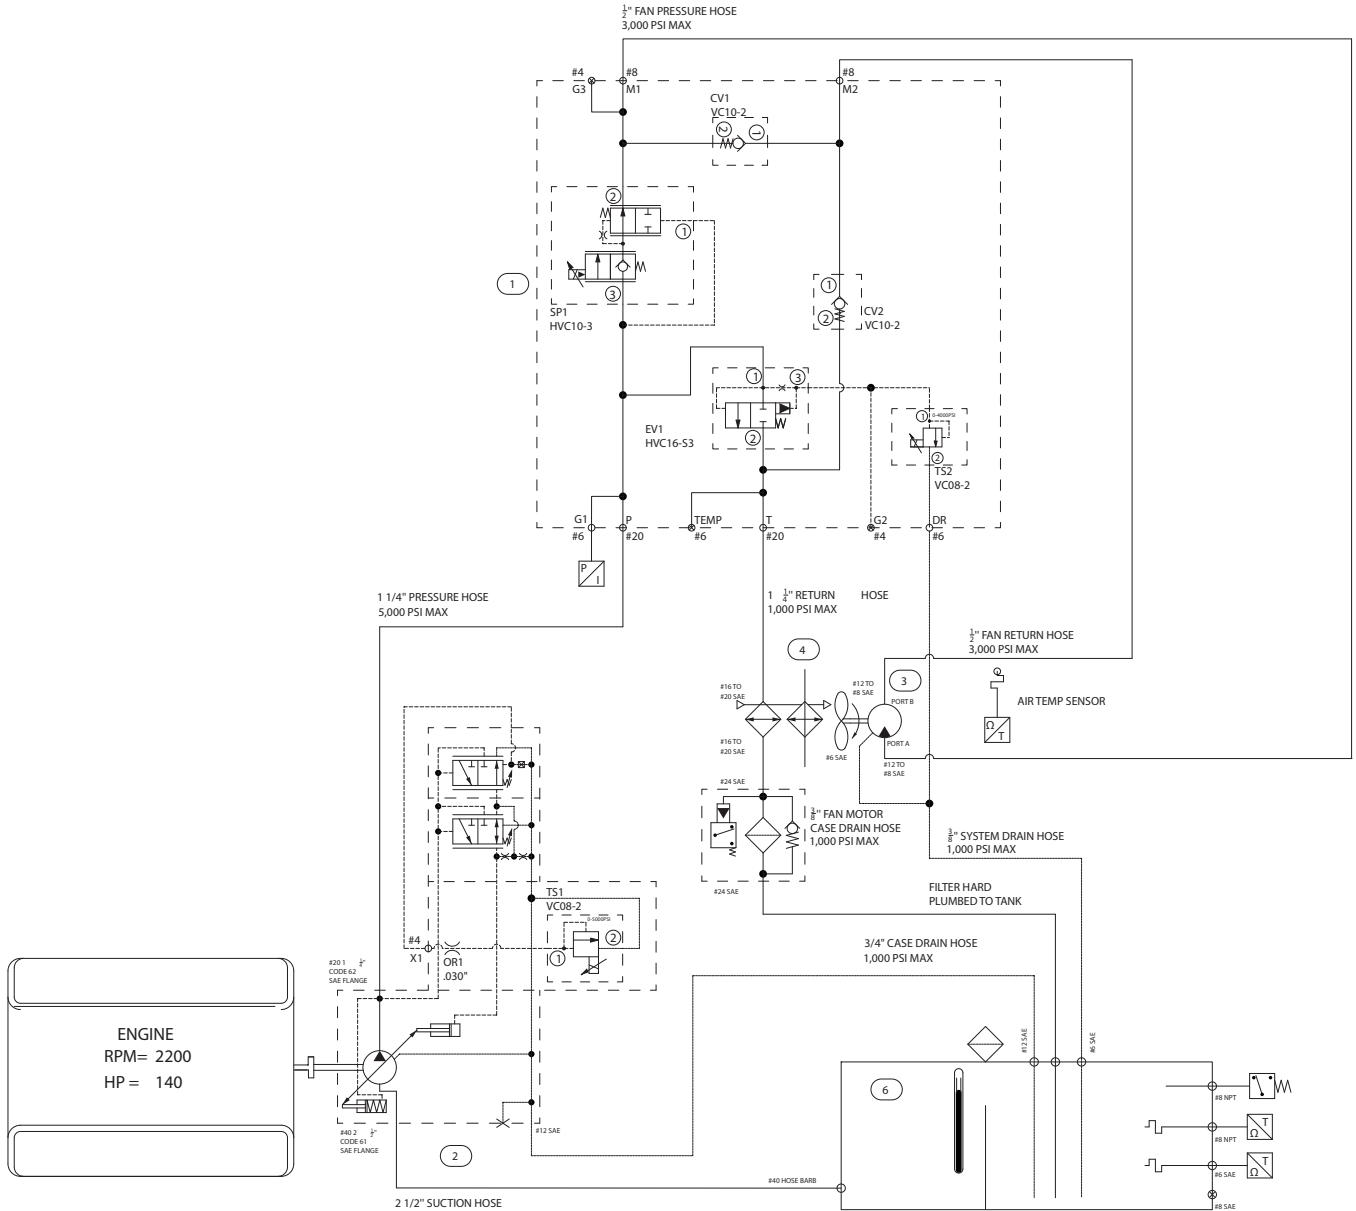 1/2" FAN PRESSURE HOSE
3,000 PSI MAX
#4
G3
#8
M1
#8
M2
CV1
VC10-2
2
1
2
1
3
SP1
HVC10-3
1
1
2
CV2
VC10-2
1
3
2
EV1
HVC16-S3
1
0-4000PSI
2
TS2
VC08-2
G1
#6
P
#20
TEMP
#6
T
#20
G2
#4
DR
#6
P
I
1 1/4" PRESSURE HOSE
5,000 PSI MAX
1 1/4" RETURN HOSE
1,000 PSI MAX
1/2" FAN RETURN HOSE
3,000 PSI MAX
4
3
#16 TO
#20 SAE
#12 TO
#8 SAE
PORT B
AIR TEMP SENSOR
Ω
T
#16 TO
#20 SAE
#6 SAE
PORT A
#12 TO
#8 SAE
#24 SAE
3/8" FAN MOTOR
CASE DRAIN HOSE
1,000 PSI MAX
3/8" SYSTEM DRAIN HOSE
1,000 PSI MAX
#24 SAE
FILTER HARD
PLUMBED TO TANK
TS1
VC08-2
0-5000PSI
1
2
#4
X1
OR1
.030"
3/4" CASE DRAIN HOSE
1,000 PSI MAX
#20 1 1/4"
CODE 62
SAE FLANGE
ENGINE
RPM= 2200
HP = 140
#12 SAE
#6 SAE
6
#8 NPT
T
Ω
#8 NPT
T
Ω
#6 SAE
#8 SAE
#40 2 1/2"
CODE 61
SAE FLANGE
#12 SAE
2
#40 HOSE BARB
2 1/2" SUCTION HOSE